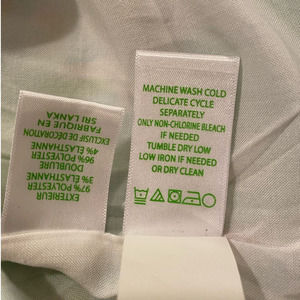 MACHINE WASH COLD
DELICATE CYCLE
SEPARATELY
ONLY NON-CHLORINE BLEACH
IF NEEDED
TUMBLE DRY LOW
LOW IRON IF NEEDED
OR DRY CLEAN
EXTERIEUR
97% POLYESTER
3% ELASTHANNE
DOUBLURE
96% POLYESTER
4% ELASTHANNE
EXCLUSIF DE DECORATION
FABRIQUE EN
SRI LANKA